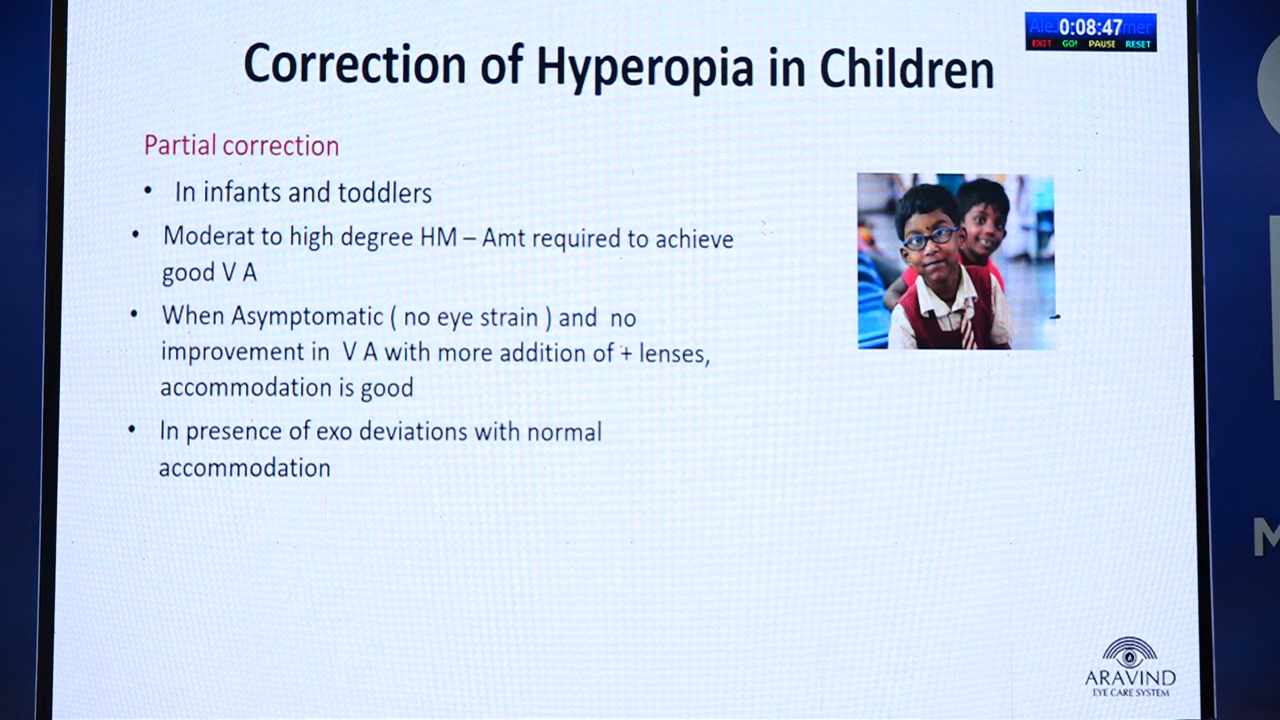 Correction of Hyperopia in Children
0:08:47
EXIT GO! PAUSE RESET
Partial correction
• In infants and toddlers
• Moderat to high degree HM – Amt required to achieve
good V A
• When Asymptomatic ( no eye strain ) and no
improvement in V A with more addition of + lenses,
accommodation is good
• In presence of exo deviations with normal
accommodation
ARAVIND
EYE CARE SYSTEM